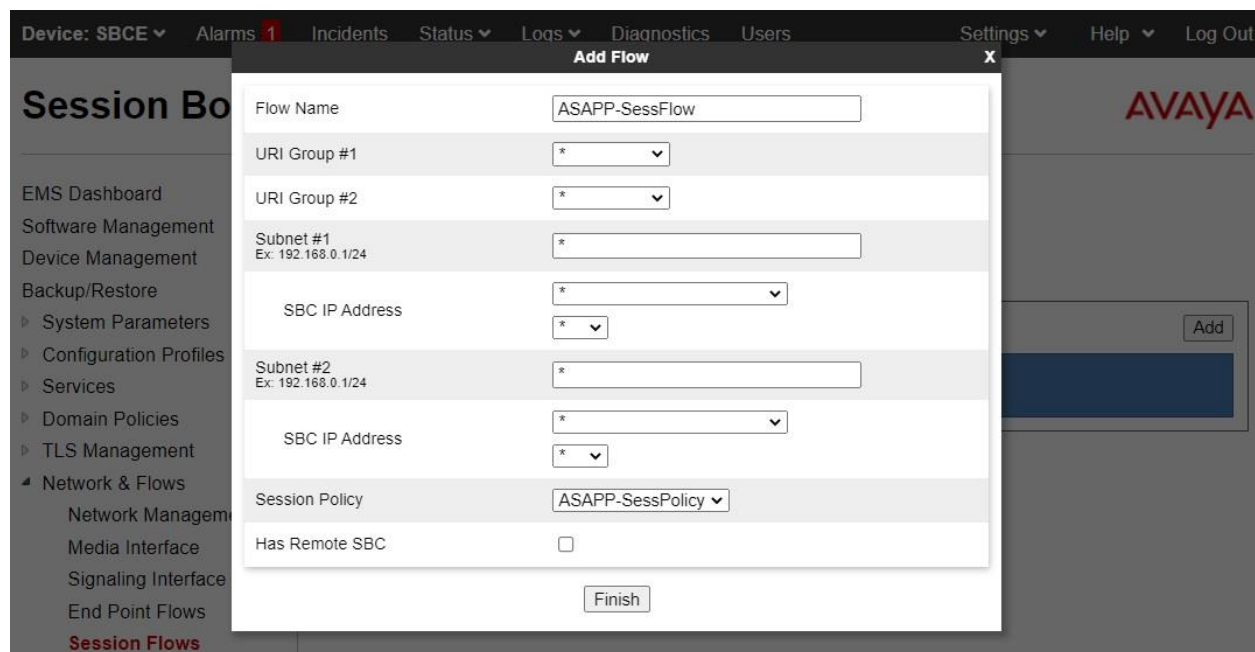 Device: SBCE Alarms 1 Incidents Status Logs Diagnostics Users Settings Help Log Out
Add Flow X
Session Bo
AVAYA
EMS Dashboard
Software Management
Device Management
Backup/Restore
System Parameters
Configuration Profiles
Services
Domain Policies
TLS Management
Network & Flows
Network Manageme
Media Interface
Signaling Interface
End Point Flows
Session Flows
Flow Name ASAPP-SessFlow
URI Group #1 *
URI Group #2 *
Subnet #1 *
Ex: 192.168.0.1/24
SBC IP Address *
*
Subnet #2 *
Ex: 192.168.0.1/24
SBC IP Address *
*
Session Policy ASAPP-SessPolicy
Has Remote SBC
Finish
Add